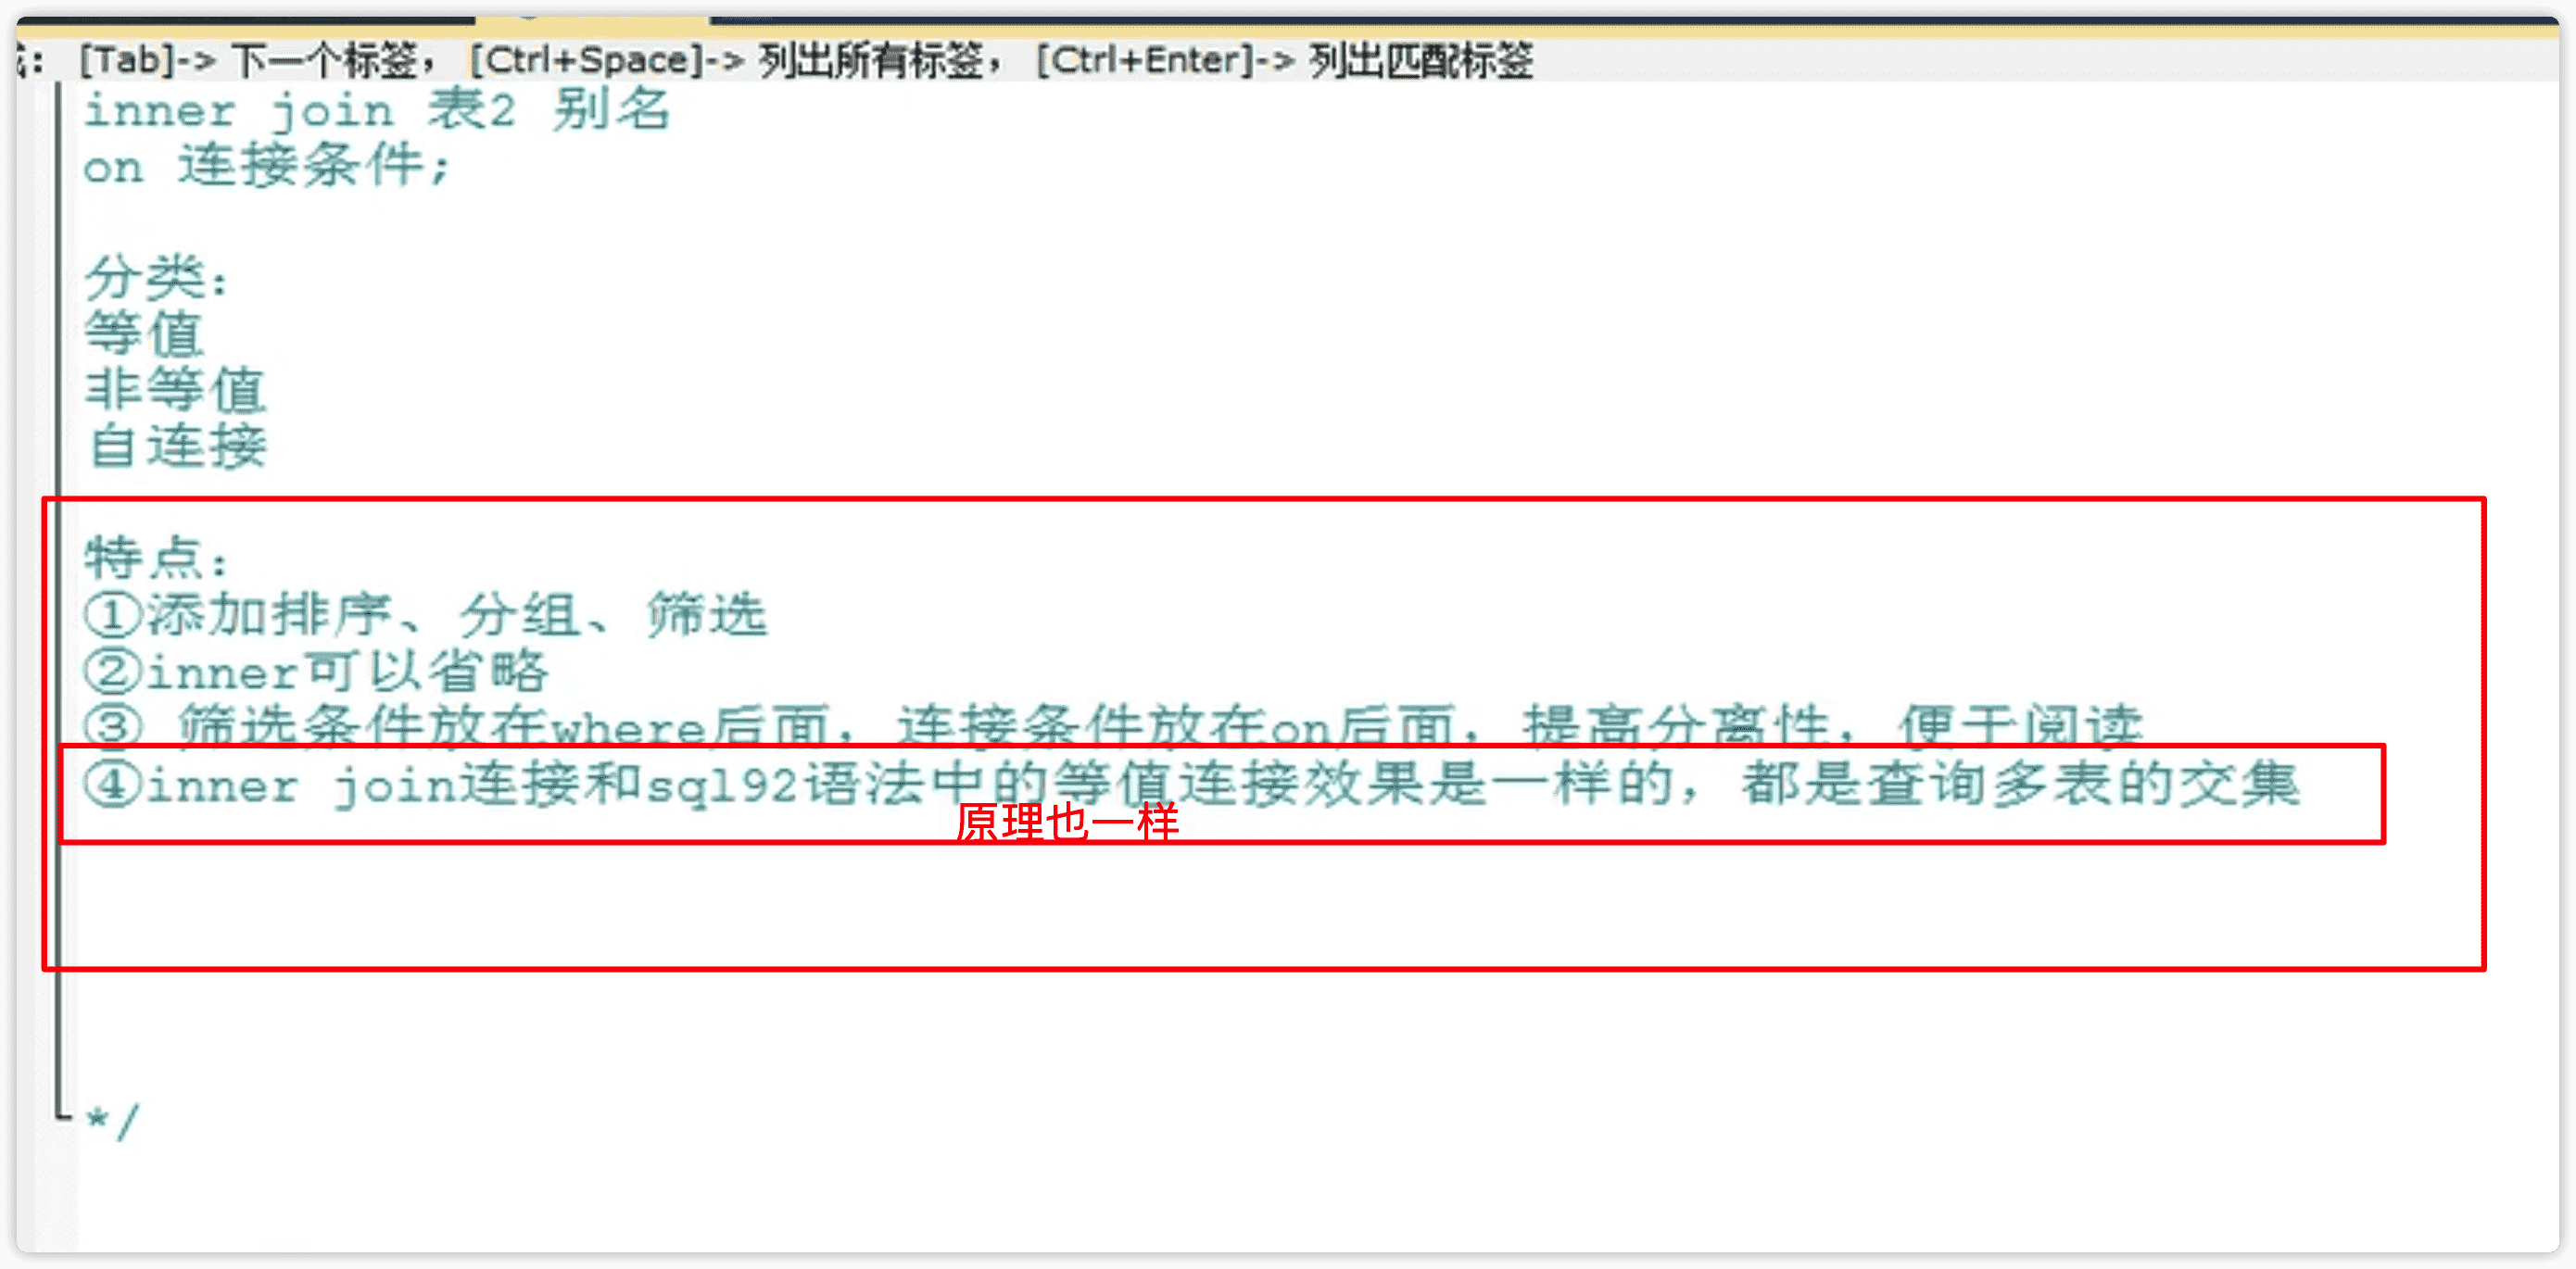 : [Tab]-> 下一个标签， [Ctrl+Space]-> 列出所有标签， [Ctrl+Enter]-> 列出匹配标签
inner join 表2 别名
on 连接条件;
分类：
等值
非等值
自连接
特点：
①添加排序、分组、筛选
②inner可以省略
③ 筛选条件放在where后面，连接条件放在on后面，提高分离性，便于阅读
④inner join连接和sql92语法中的等值连接效果是一样的，都是查询多表的交集
原理也一样
*/